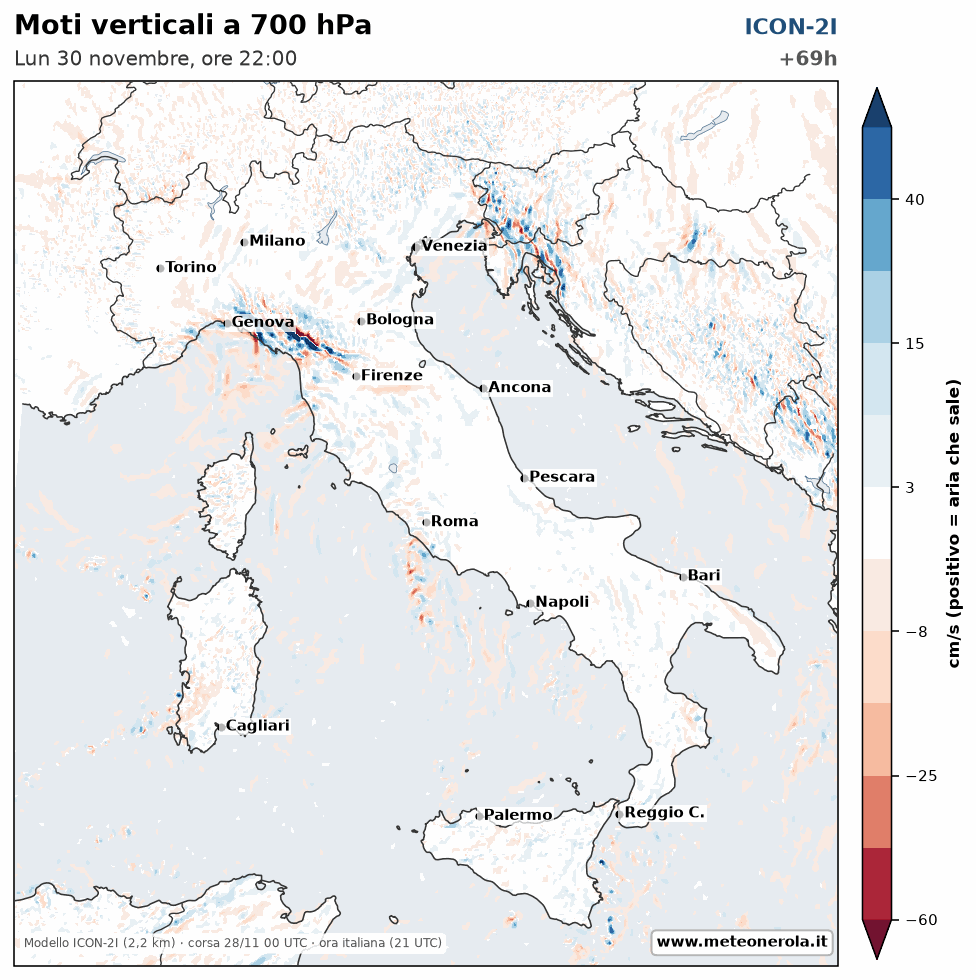 Moti verticali a 700 hPa
ICON-2I
Lun 30 novembre, ore 22:00
+69h
Milano
Venezia
Torino
Genova
Bologna
Firenze
Ancona
Pescara
Roma
Bari
Napoli
Cagliari
Palermo
Reggio C.
40
15
3
−8
−25
−60
cm/s (positivo = aria che sale)
Modello ICON-2I (2,2 km) · corsa 28/11 00 UTC · ora italiana (21 UTC)
www.meteonerola.it